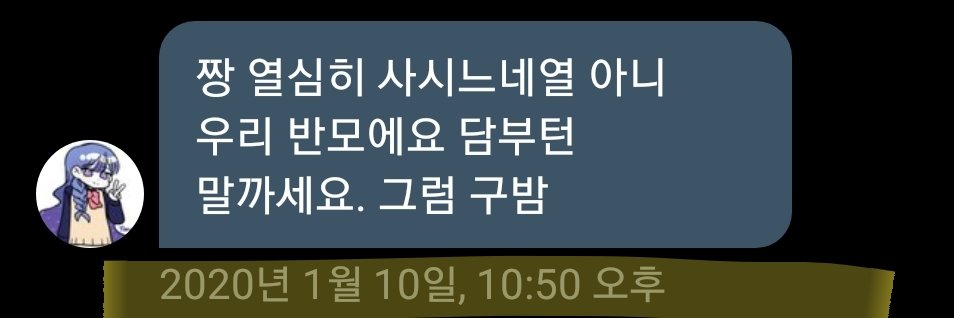 짱 열심히 사시느네열 아니
우리 반모에요 담부턴
말까세요. 그럼 구밤
2020년 1월 10일, 10:50 오후